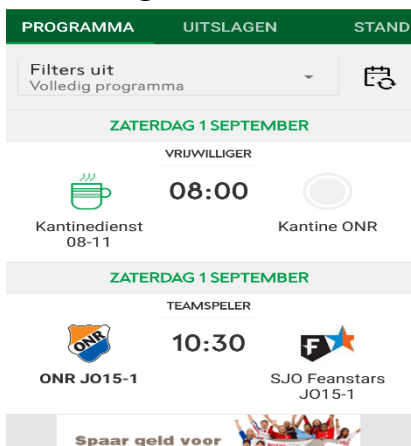 PROGRAMMA UITSLAGEN STAND
Filters uit
Volledig programma
ZATERDAG 1 SEPTEMBER
VRIJWILLIGER
08:00
Kantinedienst
08-11
Kantine ONR
ZATERDAG 1 SEPTEMBER
TEAMSPELER
ONR
10:30
F
ONR JO15-1
SJO Feanstars
JO15-1
Spaar geld voor